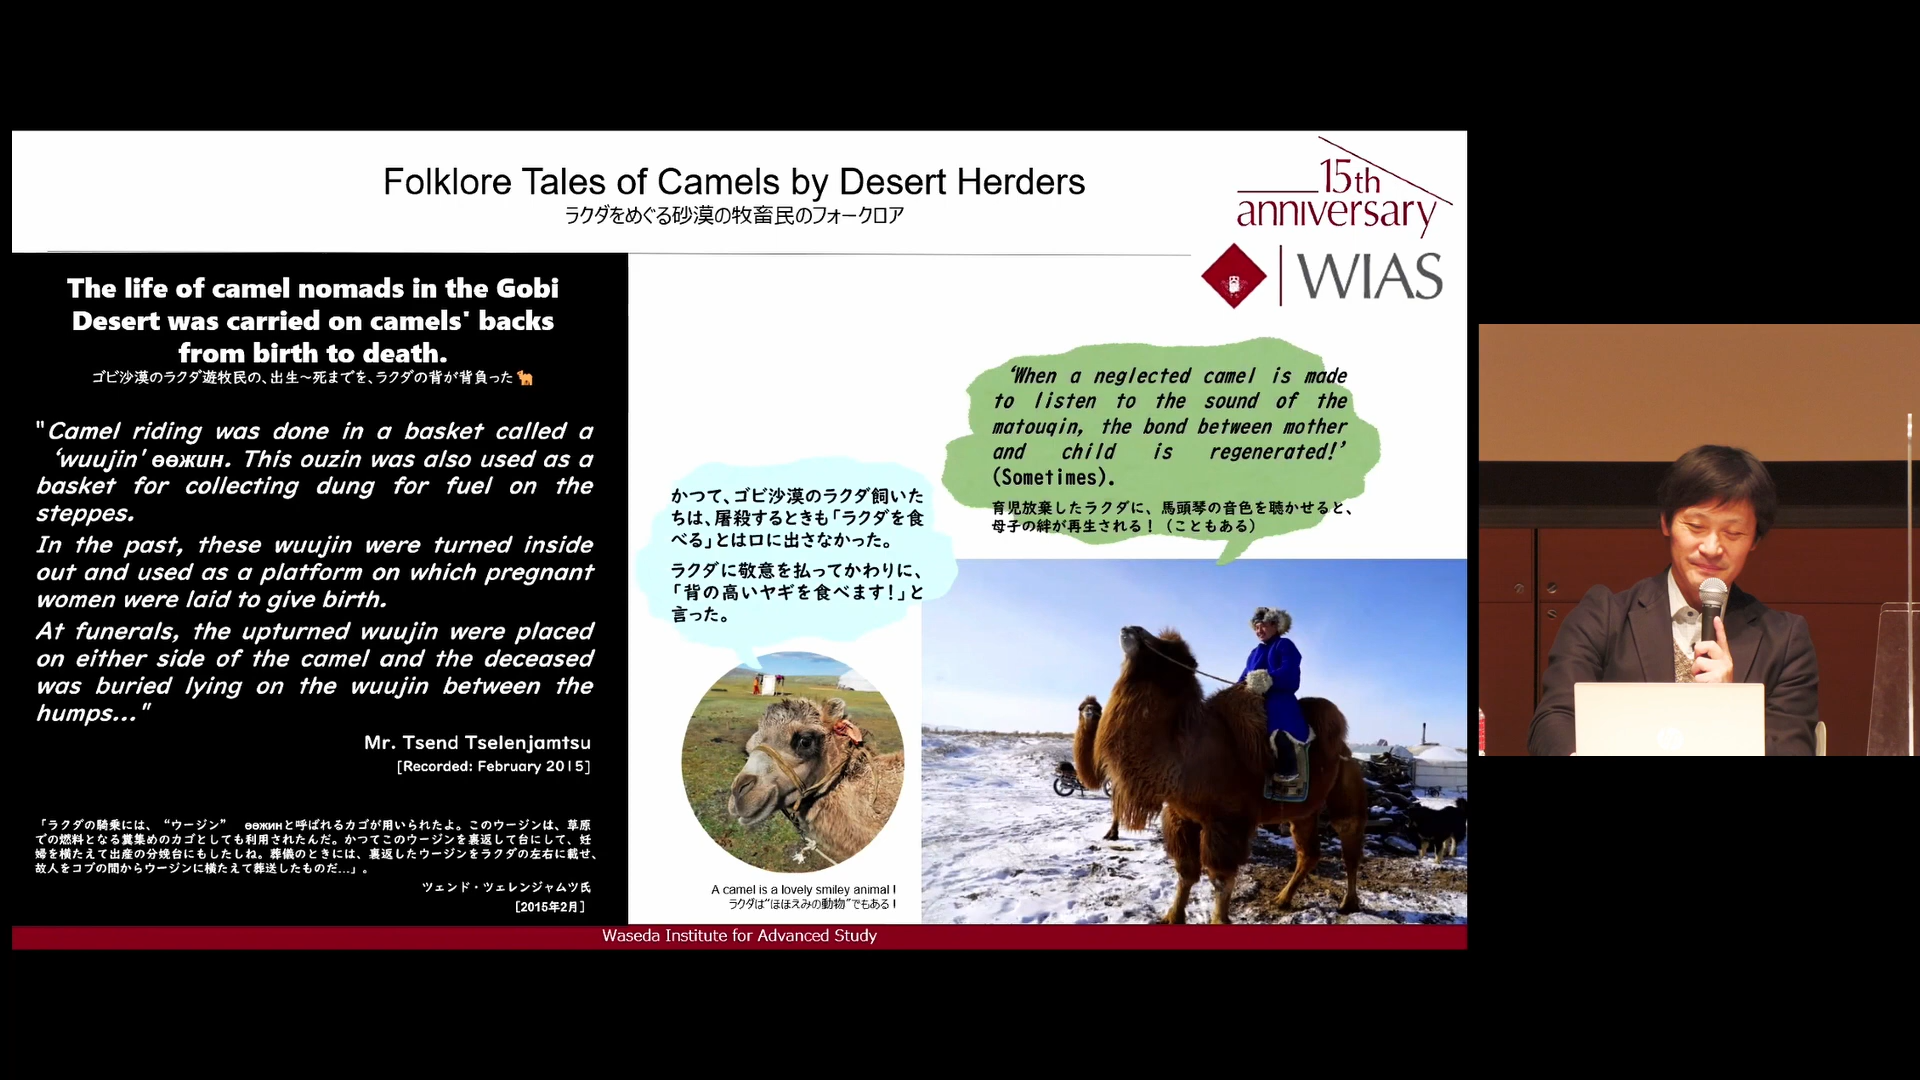 Folklore Tales of Camels by Desert Herders
ラクダをめぐる砂漠の牧畜民のフォークロア
15th
anniversary
WIAS
The life of camel nomads in the Gobi
Desert was carried on camels' backs
from birth to death.
ゴビ沙漠のラクダ遊牧民の、出生～死までを、ラクダの背が背負った
"Camel riding was done in a basket called a
‘wuujin' өөжин. This ouzin was also used as a
basket for collecting dung for fuel on the
steppes.
In the past, these wuujin were turned inside
out and used as a platform on which pregnant
women were laid to give birth.
At funerals, the upturned wuujin were placed
on either side of the camel and the deceased
was buried lying on the wuujin between the
humps..."
Mr. Tsend Tselenjamtsu
[Recorded: February 2015]
「ラクダの騎乗には、“ウージン” өөжинと呼ばれるカゴが用いられたよ。このウージンは、草原
での燃料となる糞集めのカゴとしても利用されたんだ。かつてこのウージンを裏返して台にして、妊
婦を横たえて出産の分娩台にもしたしね。葬儀のときには、裏返したウージンをラクダの左右に載せ、
故人をコブの間からウージンに横たえて葬送したものだ…」。
ツェンド・ツェレンジャムツ氏
[2015年2月]
かつて、ゴビ沙漠のラクダ飼いた
ちは、屠殺するときも「ラクダを食
べる」とは口に出さなかった。
ラクダに敬意を払ってかわりに、
「背の高いヤギを食べます！」と
言った。
‘When a neglected camel is made
to listen to the sound of the
matouqin, the bond between mother
and child is regenerated!’
(Sometimes).
育児放棄したラクダに、馬頭琴の音色を聴かせると、
母子の絆が再生される！（こともある）
A camel is a lovely smiley animal !
ラクダは“ほほえみの動物”でもある！
Waseda Institute for Advanced Study